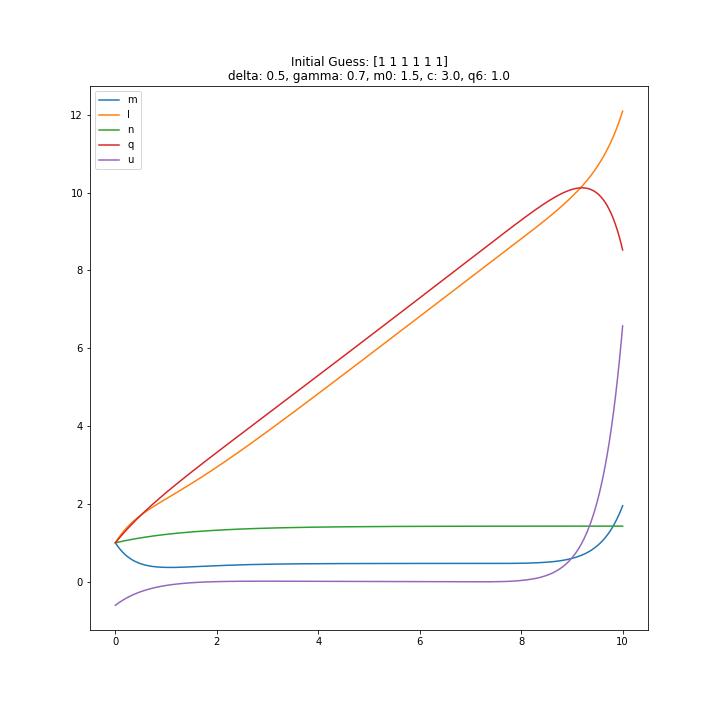 Initial Guess: [1 1 1 1 1 1]
delta: 0.5, gamma: 0.7, m0: 1.5, c: 3.0, q6: 1.0
m
l
n
q
u
12
10
8
6
4
2
0
0 2 4 6 8 10